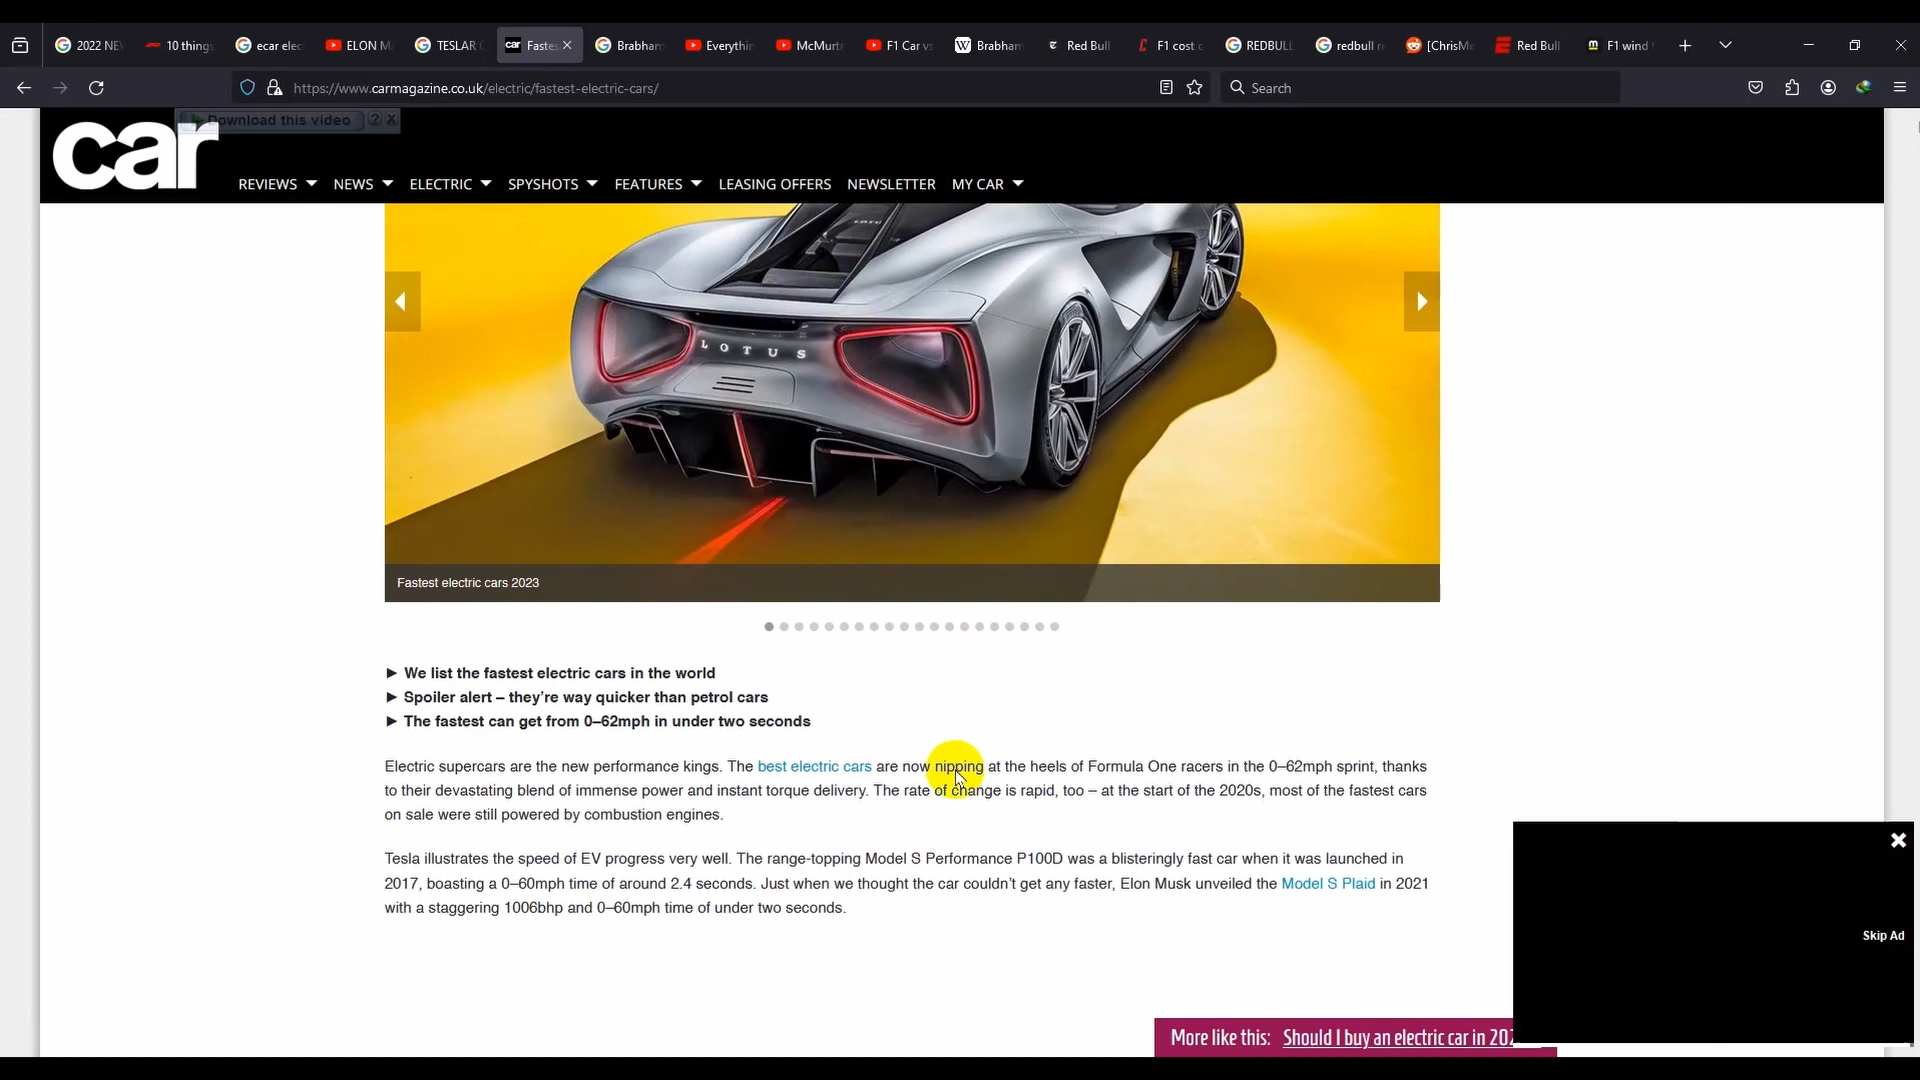 2022 NE
10 things
ecar elec
ELON M
TESLAR
Fastes
Brabham
Everythin
McMurt
F1 Car vs
Brabham
Red Bull
F1 cost c
REDBULL
redbull r
[ChrisMe
Red Bull
F1 wind
https://www.carmagazine.co.uk/electric/fastest-electric-cars/
Search
Download this video
car
REVIEWS NEWS ELECTRIC SPYSHOTS FEATURES LEASING OFFERS NEWSLETTER MY CAR
LOTUS
Fastest electric cars 2023
► We list the fastest electric cars in the world
► Spoiler alert – they’re way quicker than petrol cars
► The fastest can get from 0–62mph in under two seconds
Electric supercars are the new performance kings. The best electric cars are now nipping at the heels of Formula One racers in the 0–62mph sprint, thanks
to their devastating blend of immense power and instant torque delivery. The rate of change is rapid, too – at the start of the 2020s, most of the fastest cars
on sale were still powered by combustion engines.
Tesla illustrates the speed of EV progress very well. The range-topping Model S Performance P100D was a blisteringly fast car when it was launched in
2017, boasting a 0–60mph time of around 2.4 seconds. Just when we thought the car couldn’t get any faster, Elon Musk unveiled the Model S Plaid in 2021
with a staggering 1006bhp and 0–60mph time of under two seconds.
Skip Ad
More like this: Should I buy an electric car in 202